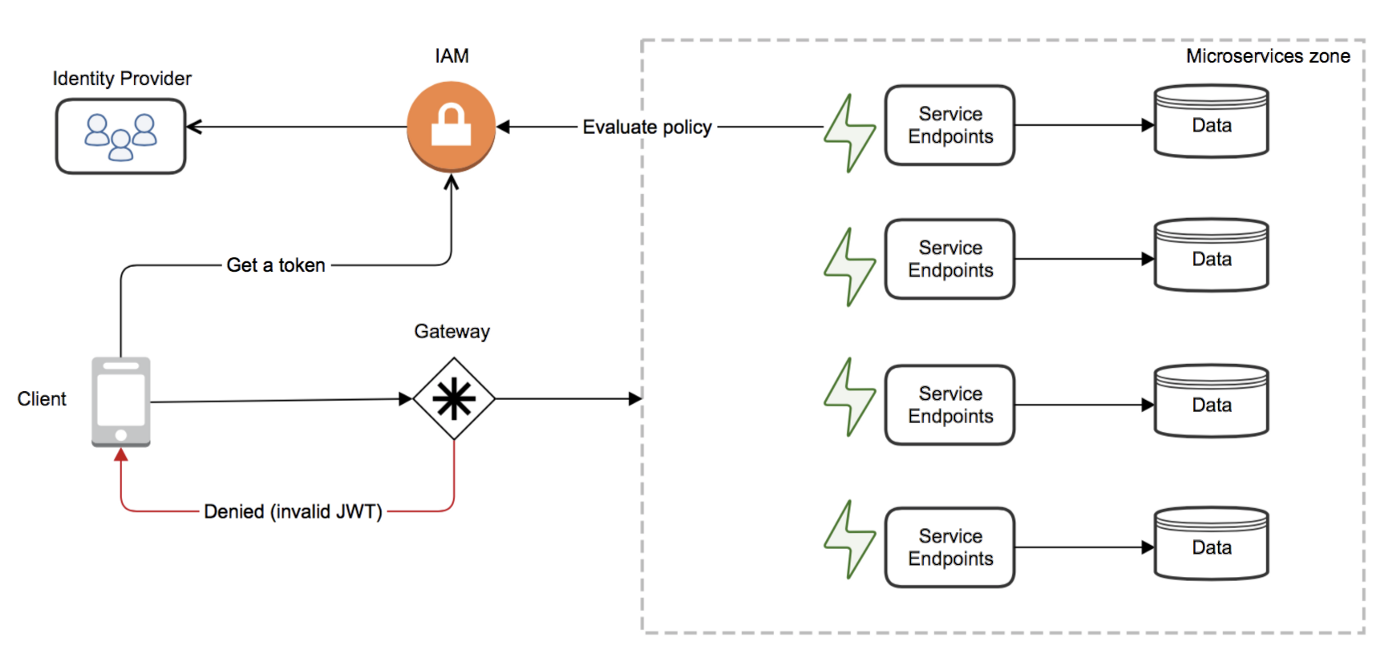 IAM
Microservices zone
Identity Provider
Evaluate policy
Service
Endpoints
Data
Service
Endpoints
Data
Get a token
Gateway
Client
Service
Endpoints
Data
Denied (invalid JWT)
Service
Endpoints
Data